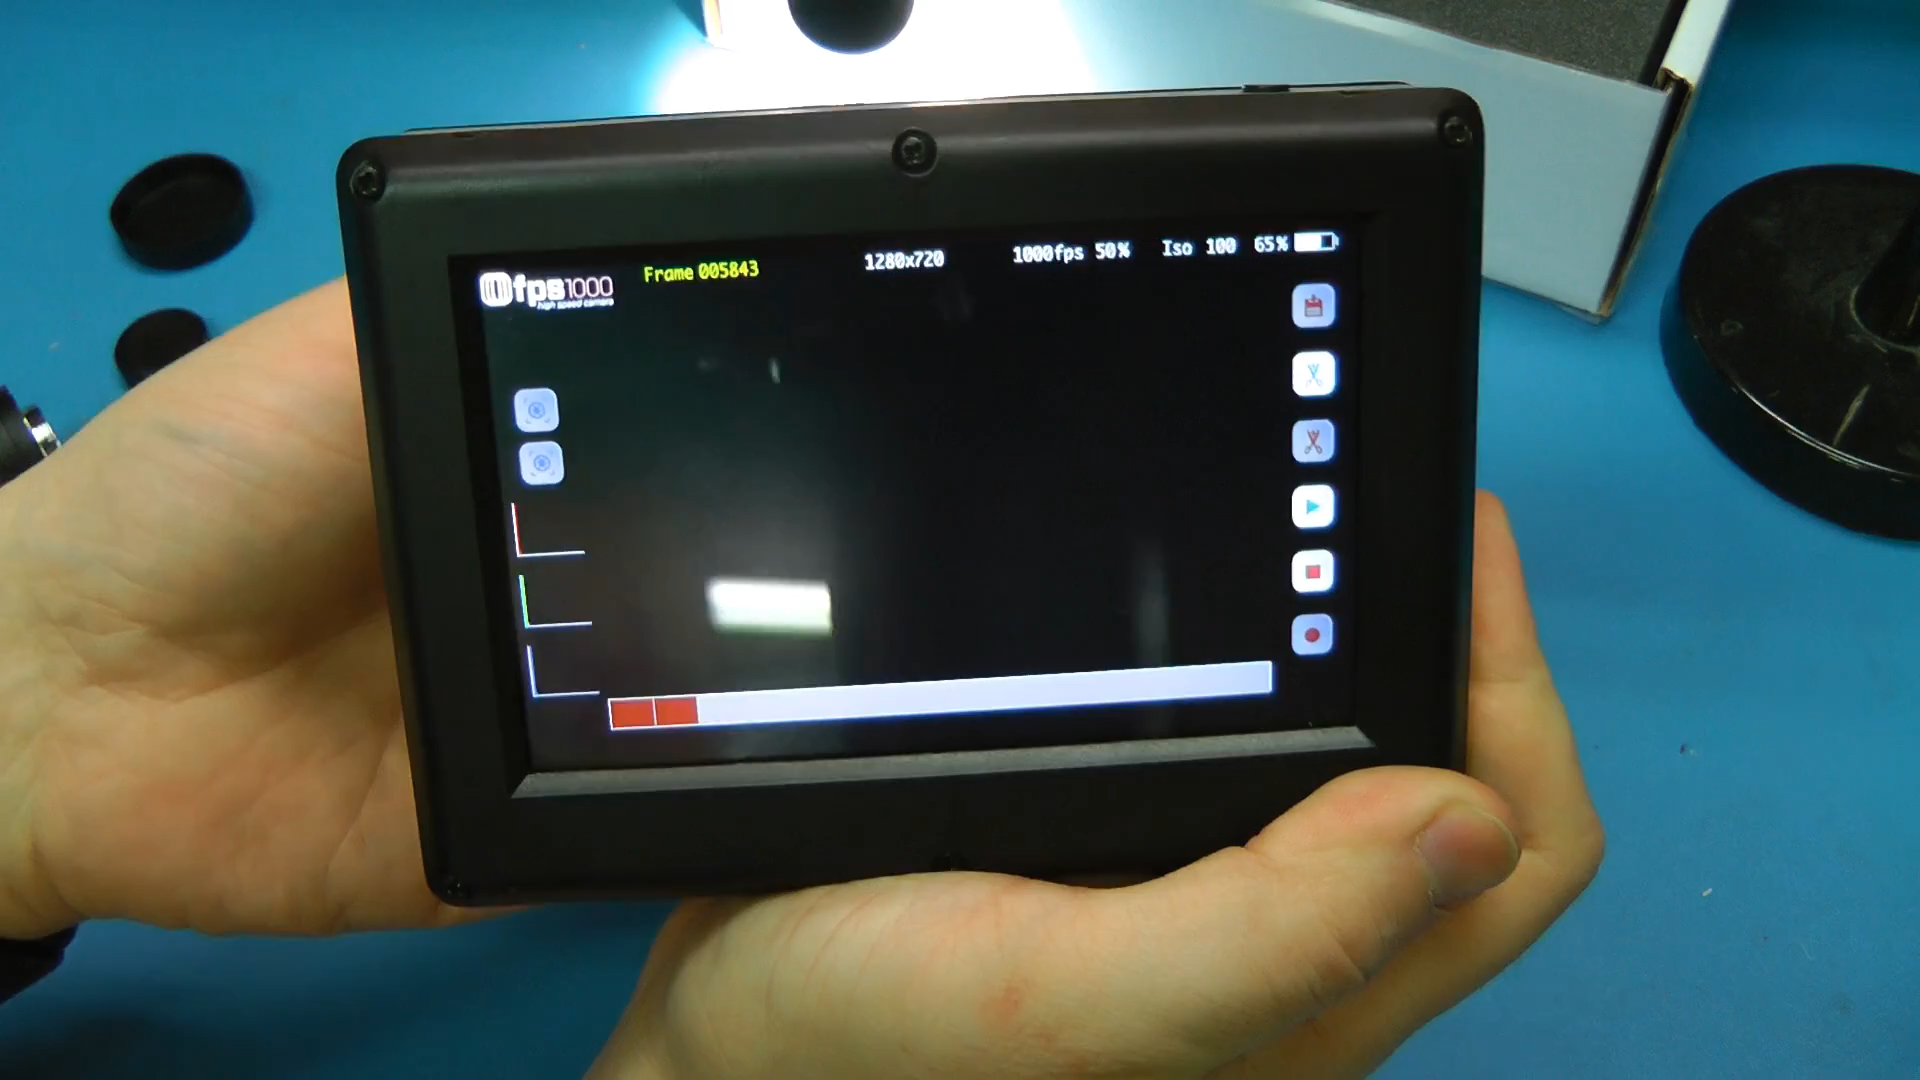 fps1000
high speed camera
Frame 005843
1280x720
1000fps 50%
Iso 100
65%